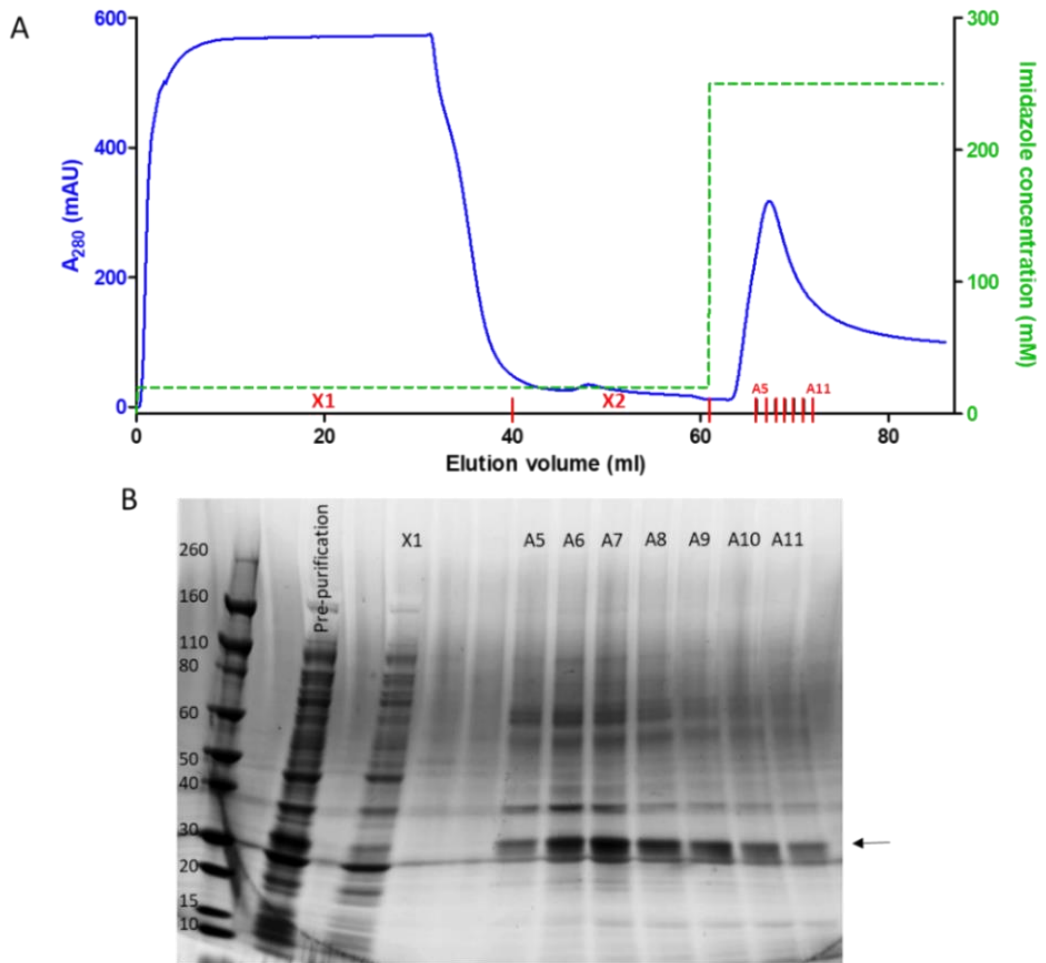 A
600
400
200
0
A280 (mAU)
300
200
100
0
Imidazole concentration (mM)
X1
X2
A5
A11
0
20
40
60
80
Elution volume (ml)
B
Pre-purification
X1
A5 A6 A7 A8 A9 A10 A11
260
160
110
80
60
50
40
30
20
15
10